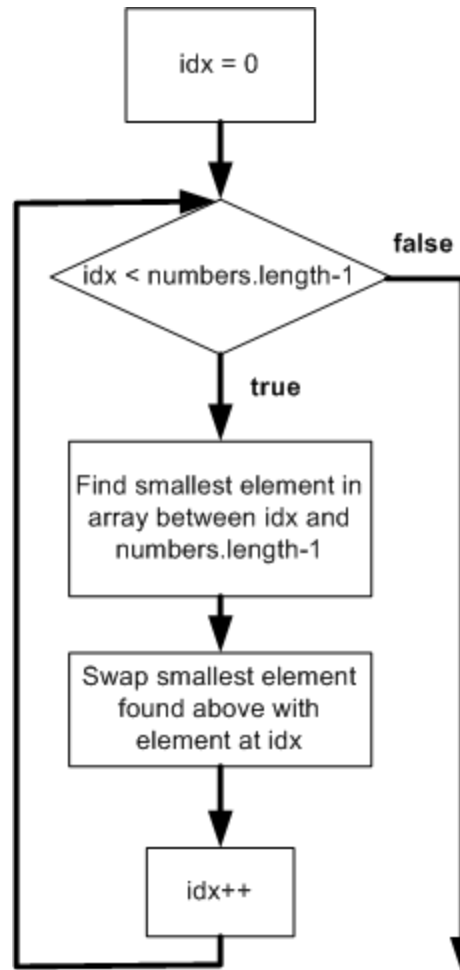 idx = 0
false
idx < numbers.length-1
true
Find smallest element in
array between idx and
numbers.length-1
Swap smallest element
found above with
element at idx
idx++